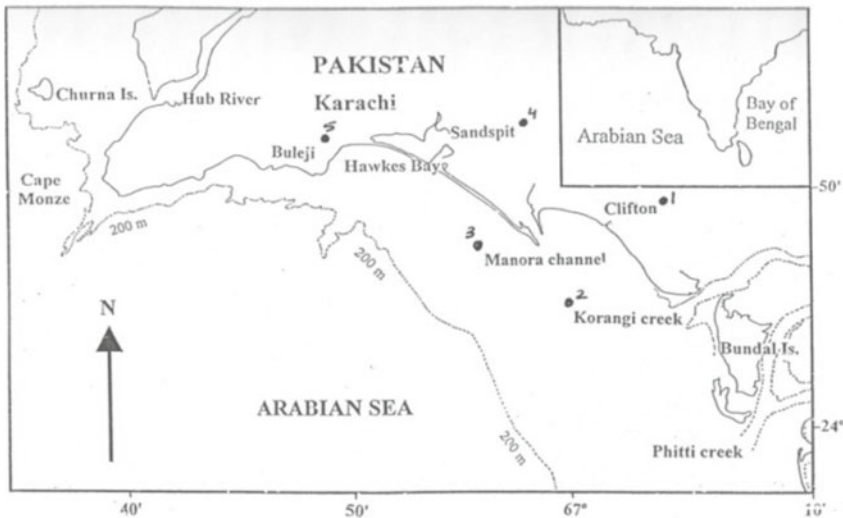 PAKISTAN
Karachi
Churna Is.
Hub River
5
Buleji
Sandspit
4
Hawkes Bay
Arabian Sea
Bay of
Bengal
Cape
Monze
200 m
50'
Clifton
1
3
Manora channel
200 m
2
Korangi creek
N
Bundal Is.
ARABIAN SEA
200 m
24°
Phitti creek
40'
50'
67°
10'